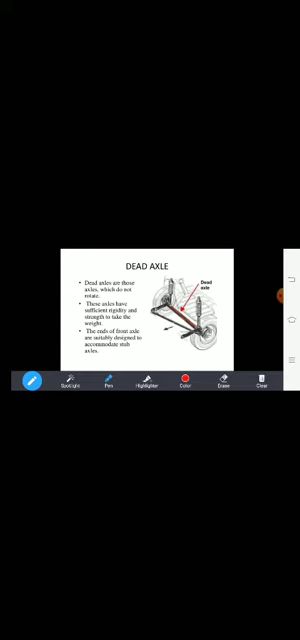 DEAD AXLE
• Dead axles are those
axles, which do not
rotate.
• These axles have
sufficient rigidity and
strength to take the
weight.
• The ends of front axle
are suitably designed to
accommodate stub
axles.
Dead
axle
Spotlight Pen Highlighter Color Erase Clear